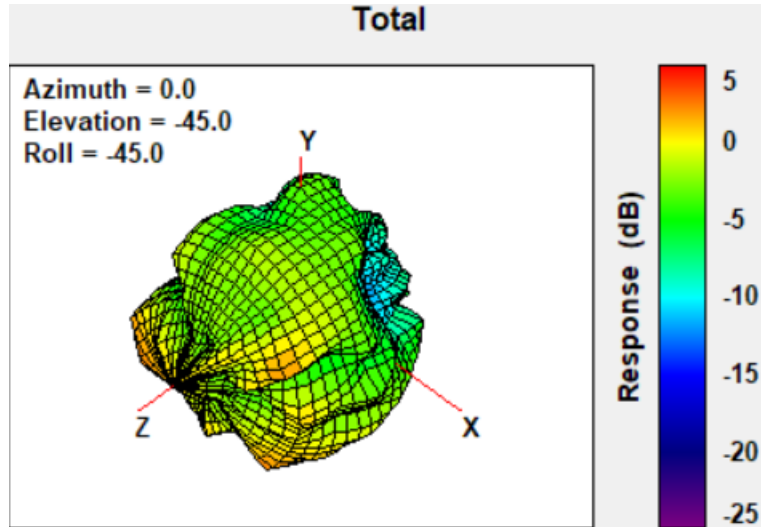 Total
Azimuth = 0.0
Elevation = -45.0
Roll = -45.0
Y
Z
X
Response (dB)
5
0
-5
-10
-15
-20
-25